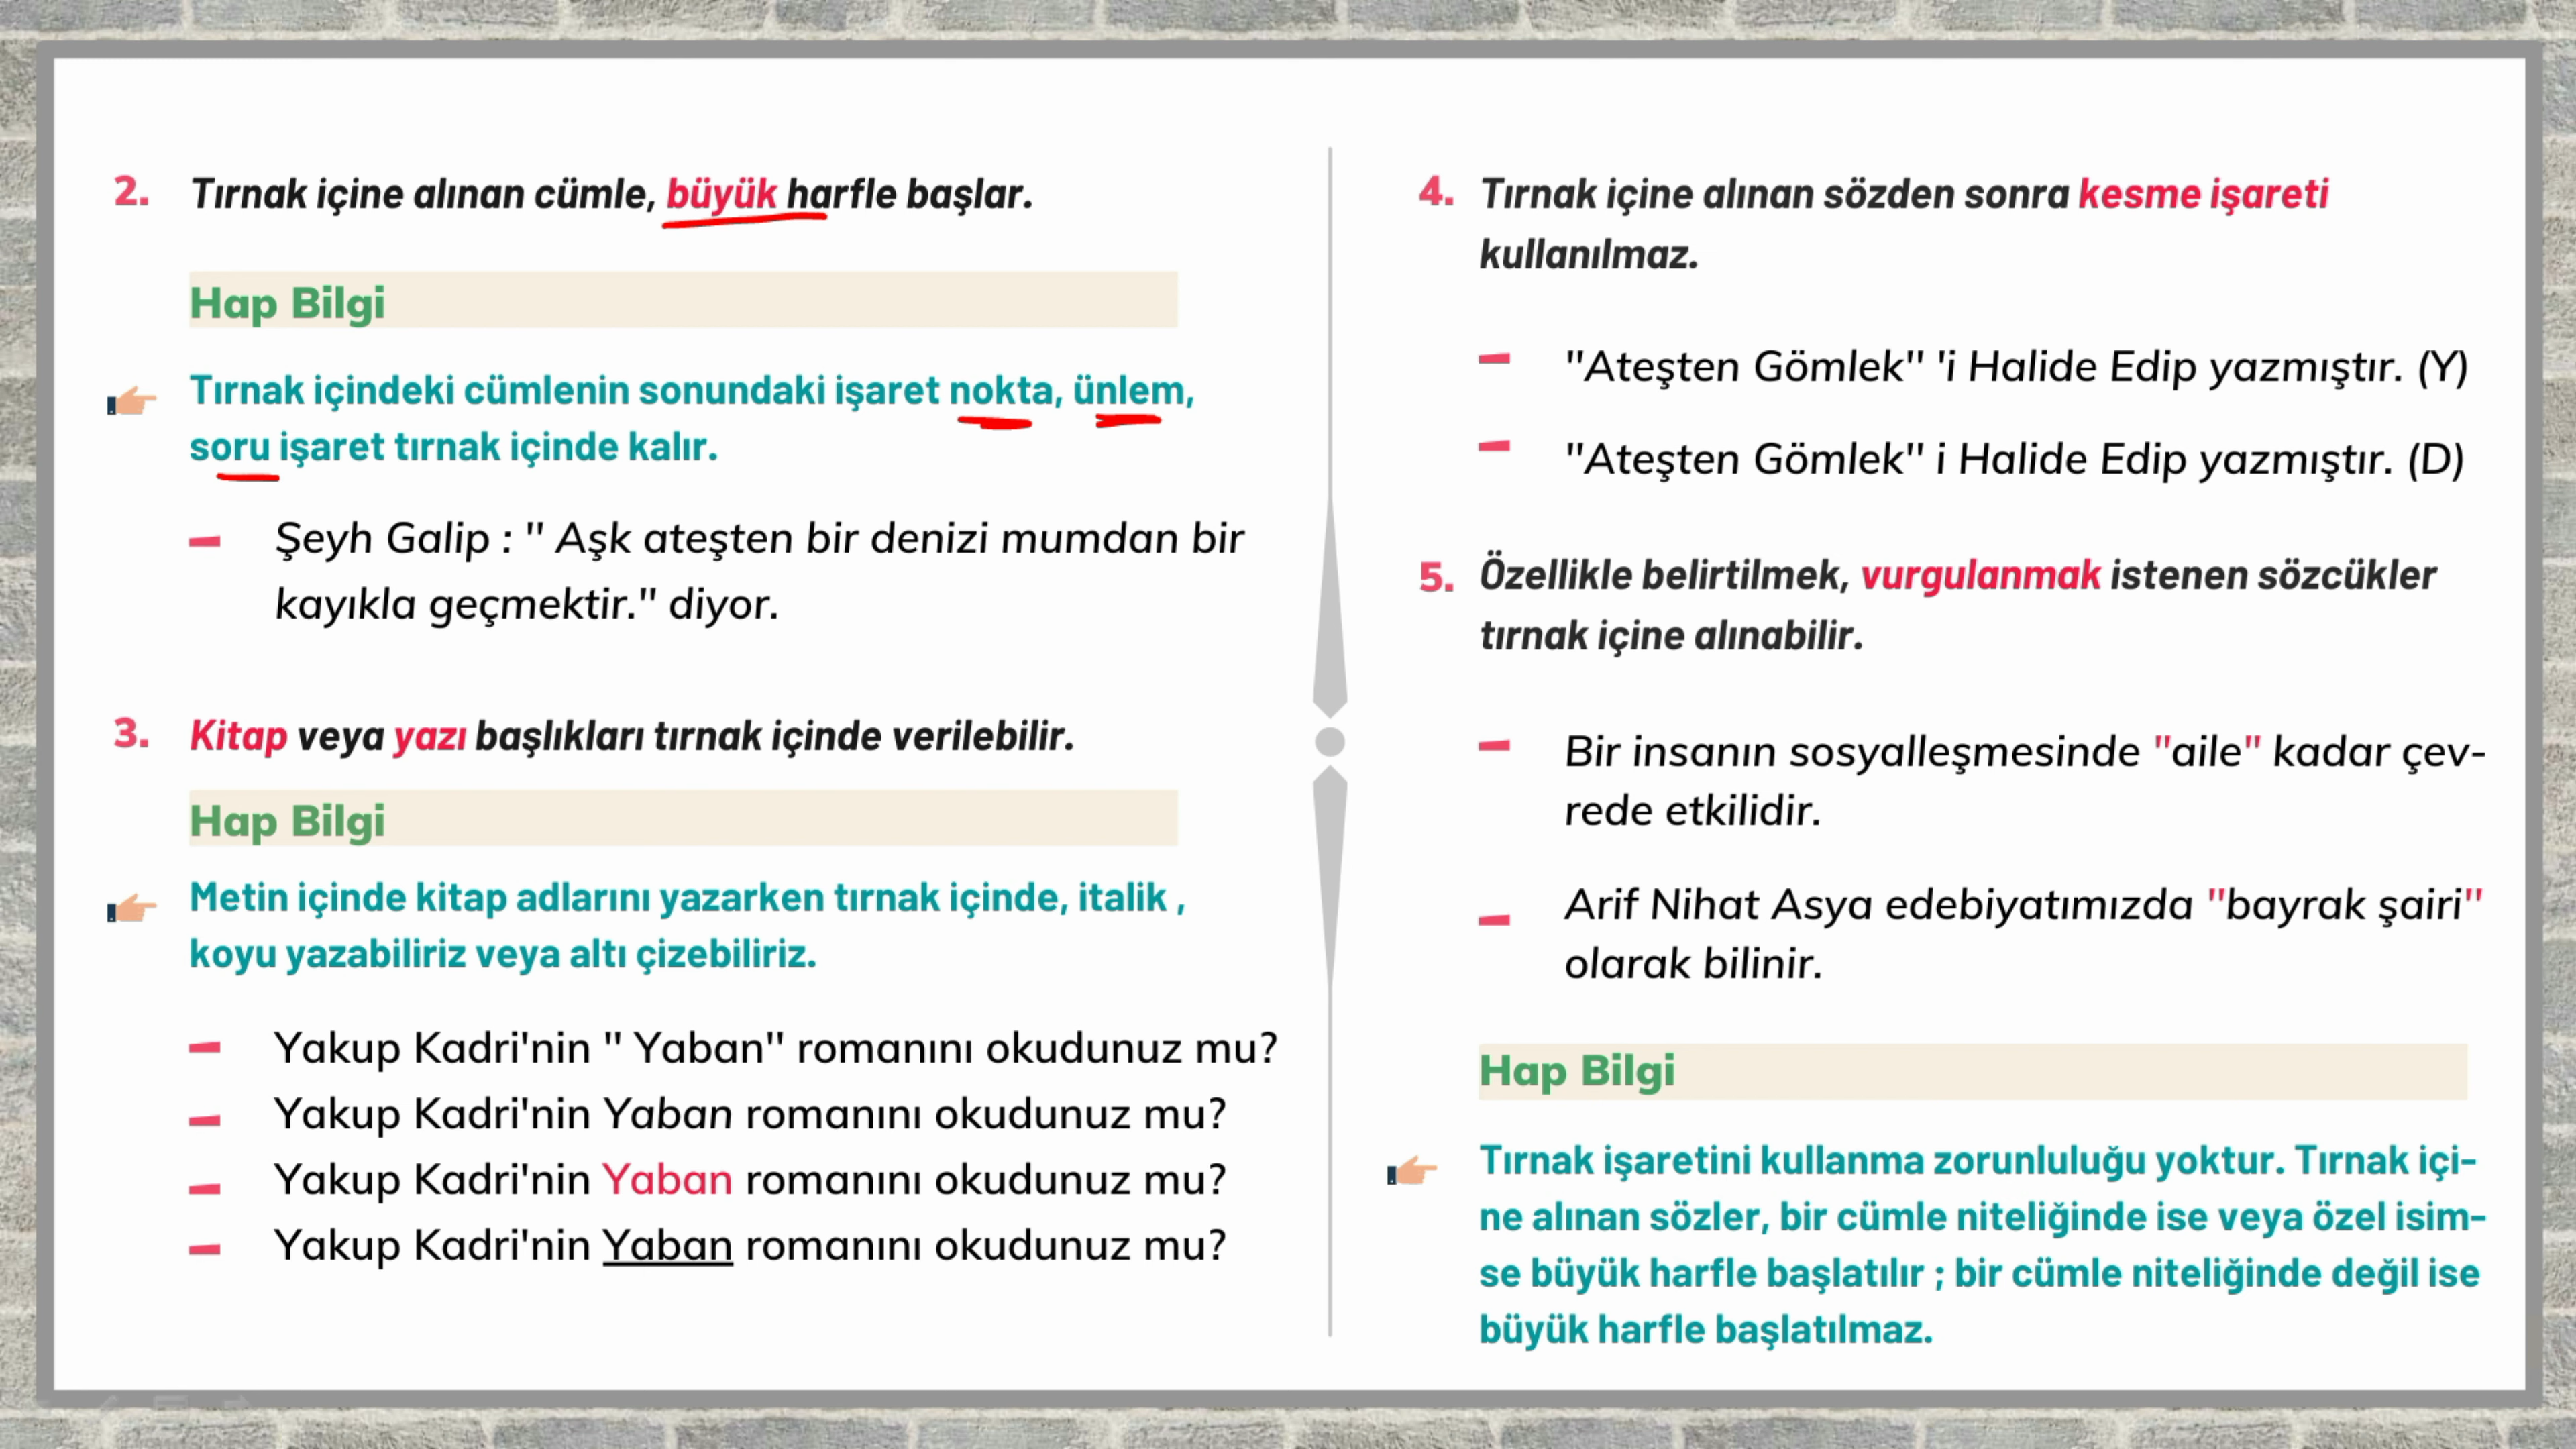 2. Tırnak içine alınan cümle, büyük harfle başlar.
Hap Bilgi
Tırnak içindeki cümlenin sonundaki işaret nokta, ünlem,
soru işaret tırnak içinde kalır.
Şeyh Galip : " Aşk ateşten bir denizi mumdan bir
kayıkla geçmektir." diyor.
3. Kitap veya yazı başlıkları tırnak içinde verilebilir.
Hap Bilgi
Metin içinde kitap adlarını yazarken tırnak içinde, italik ,
koyu yazabiliriz veya altı çizebiliriz.
Yakup Kadri'nin " Yaban" romanını okudunuz mu?
Yakup Kadri'nin Yaban romanını okudunuz mu?
Yakup Kadri'nin Yaban romanını okudunuz mu?
Yakup Kadri'nin Yaban romanını okudunuz mu?
4. Tırnak içine alınan sözden sonra kesme işareti
kullanılmaz.
"Ateşten Gömlek" 'i Halide Edip yazmıştır. (Y)
"Ateşten Gömlek" i Halide Edip yazmıştır. (D)
5. Özellikle belirtilmek, vurgulanmak istenen sözcükler
tırnak içine alınabilir.
Bir insanın sosyalleşmesinde "aile" kadar çev-
rede etkilidir.
Arif Nihat Asya edebiyatımızda "bayrak şairi"
olarak bilinir.
Hap Bilgi
Tırnak işaretini kullanma zorunluluğu yoktur. Tırnak içi-
ne alınan sözler, bir cümle niteliğinde ise veya özel isim-
se büyük harfle başlatılır ; bir cümle niteliğinde değil ise
büyük harfle başlatılmaz.